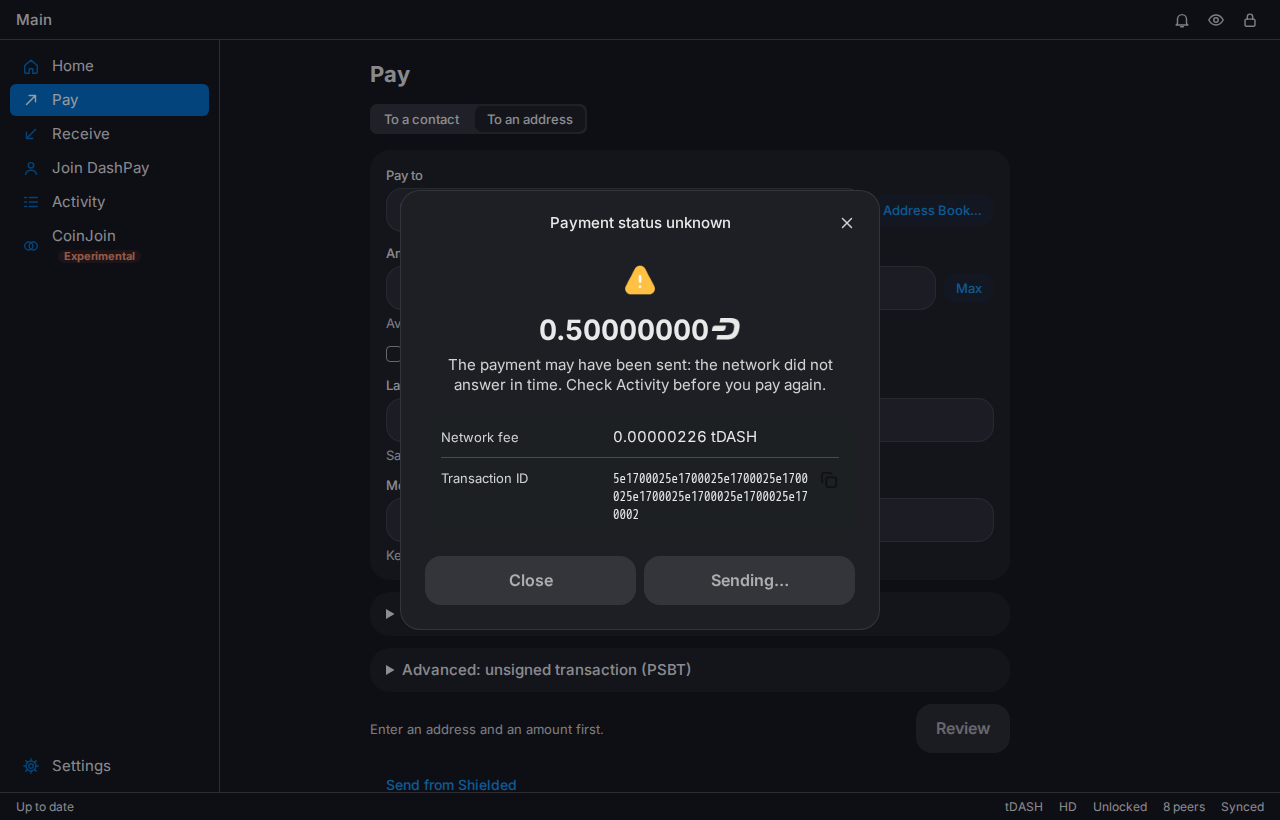 Main
Home
Pay
Receive
Join DashPay
Activity
CoinJoin
Experimental
Settings
Pay
To a contact
To an address
Pay to
Address Book...
Max
Payment status unknown
0.50000000
The payment may have been sent: the network did not
answer in time. Check Activity before you pay again.
Network fee
0.00000226 tDASH
Transaction ID
5e1700025e1700025e1700025e1700
025e1700025e1700025e1700025e17
0002
Close
Sending...
Advanced: unsigned transaction (PSBT)
Enter an address and an amount first.
Review
Send from Shielded
Up to date
tDASH
HD
Unlocked
8 peers
Synced